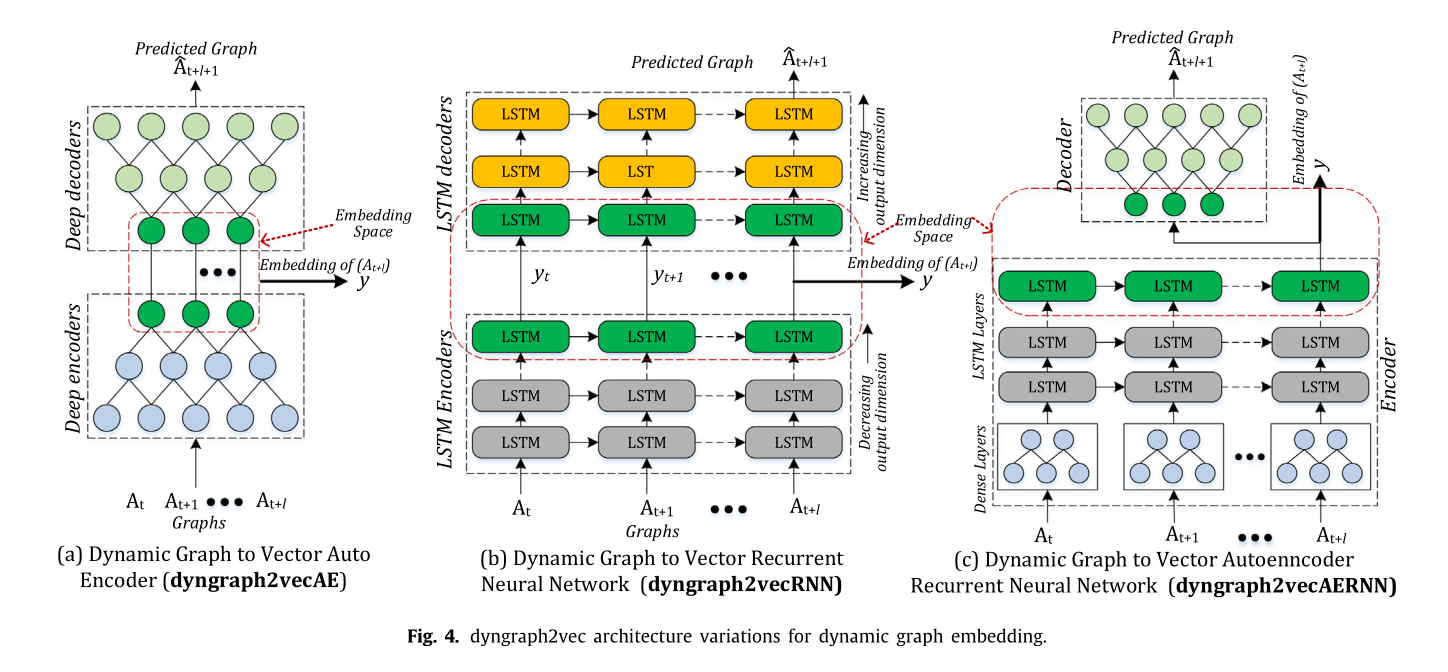 Predicted Graph
Â_{t+l+1}
Deep decoders
Embedding
Space
Embedding of (A_{t+l})
y
Deep encoders
A_t A_{t+1} ••• A_{t+l}
Graphs
(a) Dynamic Graph to Vector Auto
Encoder (dyngraph2vecAE)
Predicted Graph
Â_{t+l+1}
LSTM decoders
LSTM LSTM LSTM
LSTM LST LSTM
LSTM LSTM LSTM
Increasing
output dimension
Embedding
Space
y_t y_{t+1} •••
Embedding of (A_{t+l})
y
LSTM Encoders
LSTM LSTM LSTM
LSTM LSTM LSTM
LSTM LSTM LSTM
Decreasing
output dimension
A_t A_{t+1} ••• A_{t+l}
Graphs
(b) Dynamic Graph to Vector Recurrent
Neural Network (dyngraph2vecRNN)
Predicted Graph
Â_{t+l+1}
Decoder
Embedding of (A_{t+l})
y
LSTM Layers
LSTM LSTM LSTM
LSTM LSTM LSTM
LSTM LSTM LSTM
Encoder
Dense Layers
A_t A_{t+1} ••• A_{t+l}
(c) Dynamic Graph to Vector Autoenncoder
Recurrent Neural Network (dyngraph2vecAERNN)
Fig. 4. dyngraph2vec architecture variations for dynamic graph embedding.